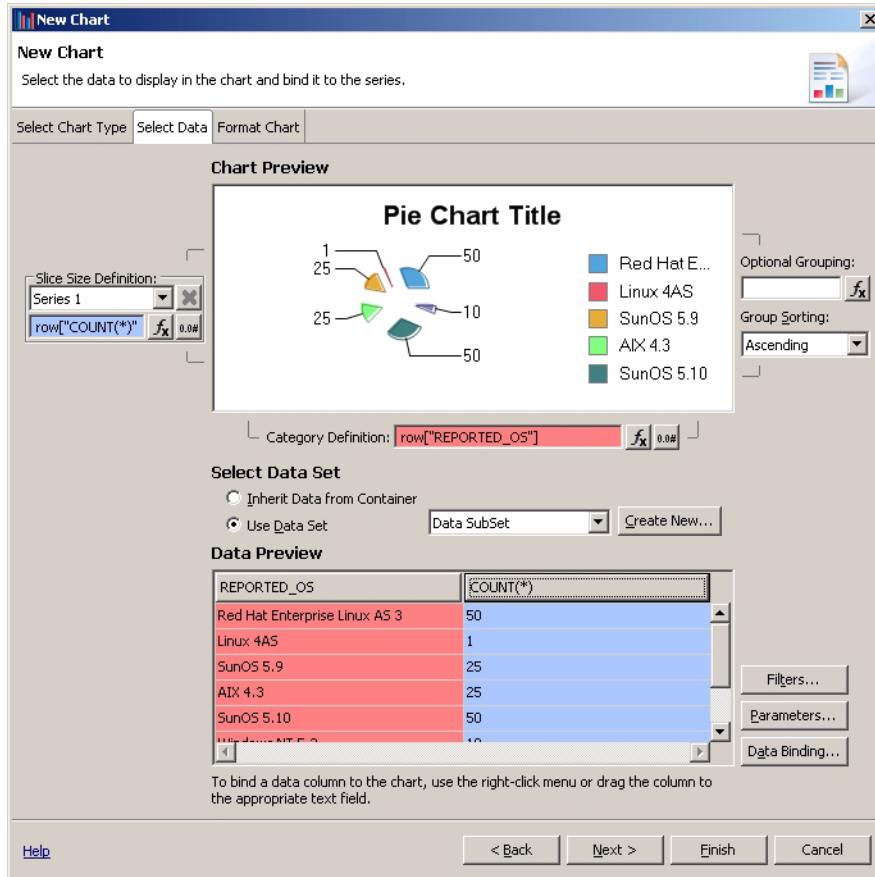 New Chart
New Chart
Select the data to display in the chart and bind it to the series.
Select Chart Type Select Data Format Chart
Chart Preview
Pie Chart Title
1
25
50
25
10
50
Red Hat E...
Linux 4AS
SunOS 5.9
AIX 4.3
SunOS 5.10
Slice Size Definition:
Series 1
row["COUNT(*)" fx 0.0#
Optional Grouping:
fx
Group Sorting:
Ascending
Category Definition: row["REPORTED_OS"] fx 0.0#
Select Data Set
Inherit Data from Container
Use Data Set Data SubSet Create New...
Data Preview
REPORTED_OS COUNT(*)
Red Hat Enterprise Linux AS 3 50
Linux 4AS 1
SunOS 5.9 25
AIX 4.3 25
SunOS 5.10 50
Filters...
Parameters...
Data Binding...
To bind a data column to the chart, use the right-click menu or drag the column to
the appropriate text field.
Help < Back Next > Finish Cancel